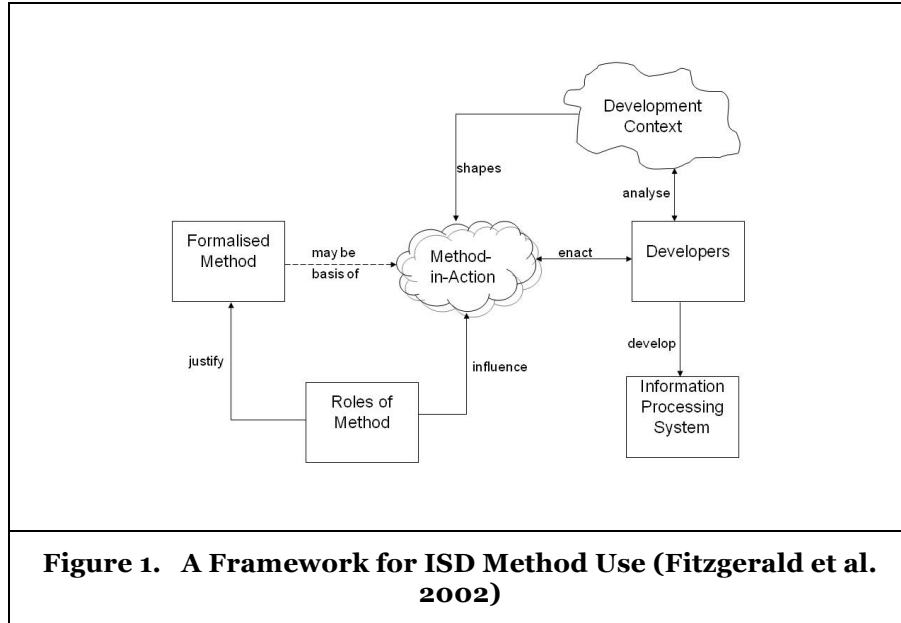 Development
Context
shapes
analyse
Formalised
Method
may be
basis of
Method-
in-Action
enact
Developers
justify
influence
develop
Roles of
Method
Information
Processing
System
Figure 1. A Framework for ISD Method Use (Fitzgerald et al.
2002)